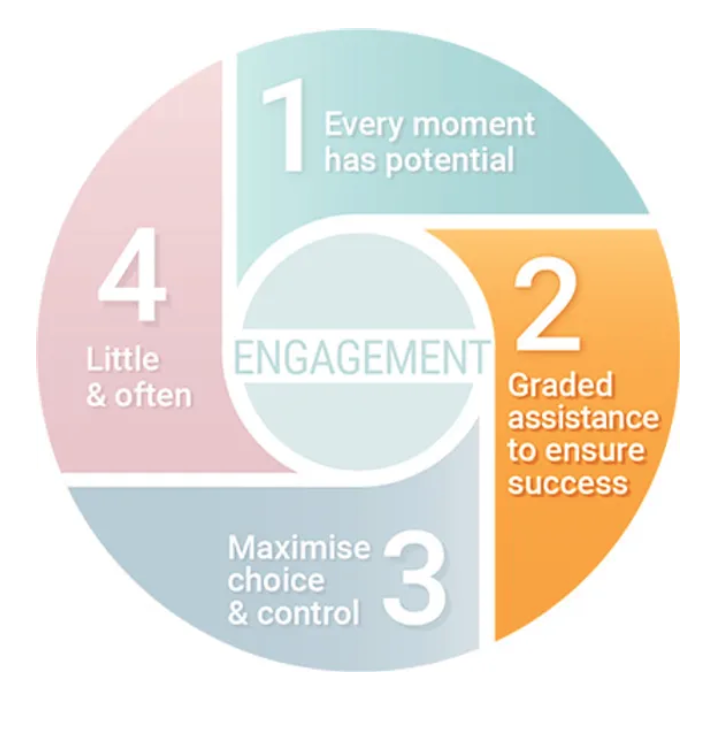 1
Every moment
has potential
2
Graded
assistance
to ensure
success
3
Maximise
choice
& control
4
Little
& often
ENGAGEMENT